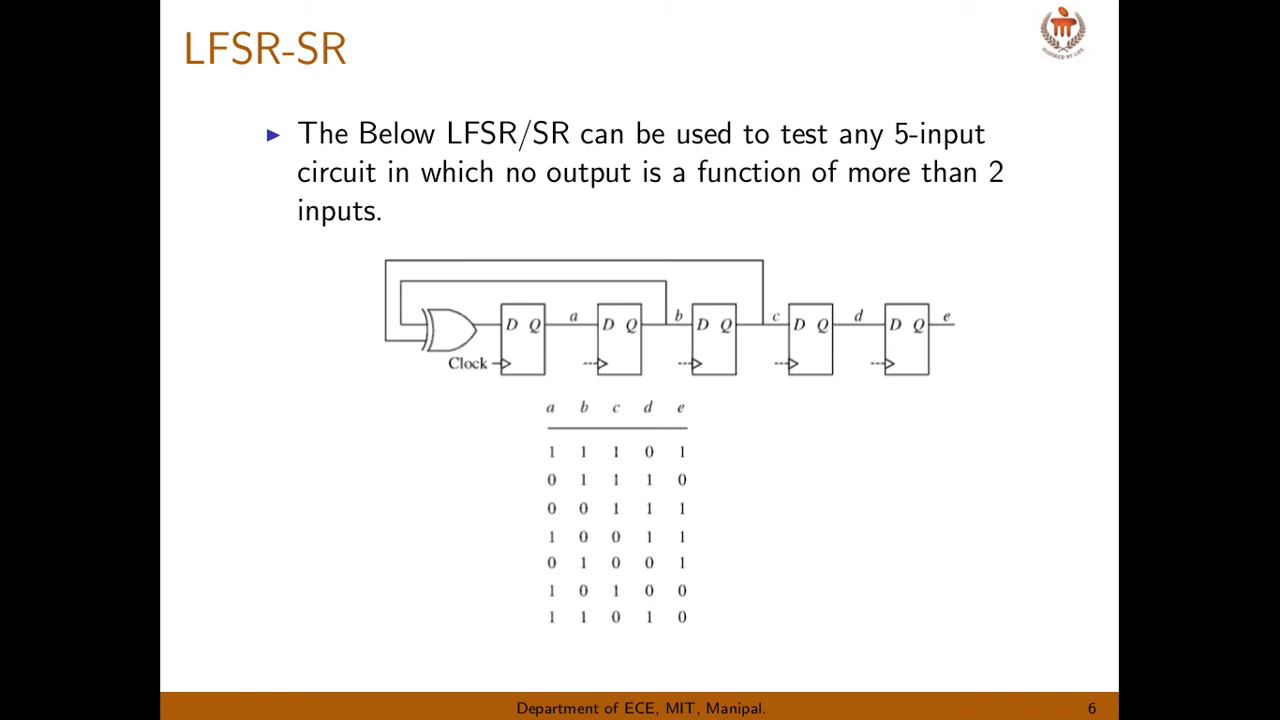 LFSR-SR
INSPIRED BY LIFE
The Below LFSR/SR can be used to test any 5-input
circuit in which no output is a function of more than 2
inputs.
D Q a D Q b D Q c D Q d D Q e
Clock
a b c d e
1 1 1 0 1
0 1 1 1 0
0 0 1 1 1
1 0 0 1 1
0 1 0 0 1
1 0 1 0 0
1 1 0 1 0
Department of ECE, MIT, Manipal. 6